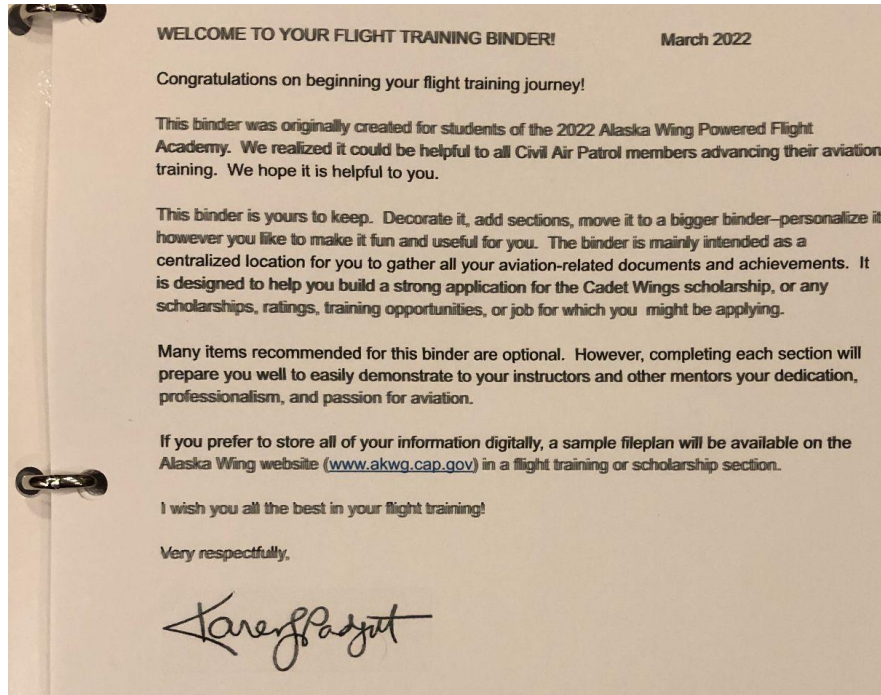 WELCOME TO YOUR FLIGHT TRAINING BINDER! March 2022
Congratulations on beginning your flight training journey!
This binder was originally created for students of the 2022 Alaska Wing Powered Flight
Academy. We realized it could be helpful to all Civil Air Patrol members advancing their aviation
training. We hope it is helpful to you.
This binder is yours to keep. Decorate it, add sections, move it to a bigger binder–personalize it
however you like to make it fun and useful for you. The binder is mainly intended as a
centralized location for you to gather all your aviation-related documents and achievements. It
is designed to help you build a strong application for the Cadet Wings scholarship, or any
scholarships, ratings, training opportunities, or job for which you might be applying.
Many items recommended for this binder are optional. However, completing each section will
prepare you well to easily demonstrate to your instructors and other mentors your dedication,
professionalism, and passion for aviation.
If you prefer to store all of your information digitally, a sample fileplan will be available on the
Alaska Wing website (www.akwg.cap.gov) in a flight training or scholarship section.
I wish you all the best in your flight training!
Very respectfully,
Karen J Padgett